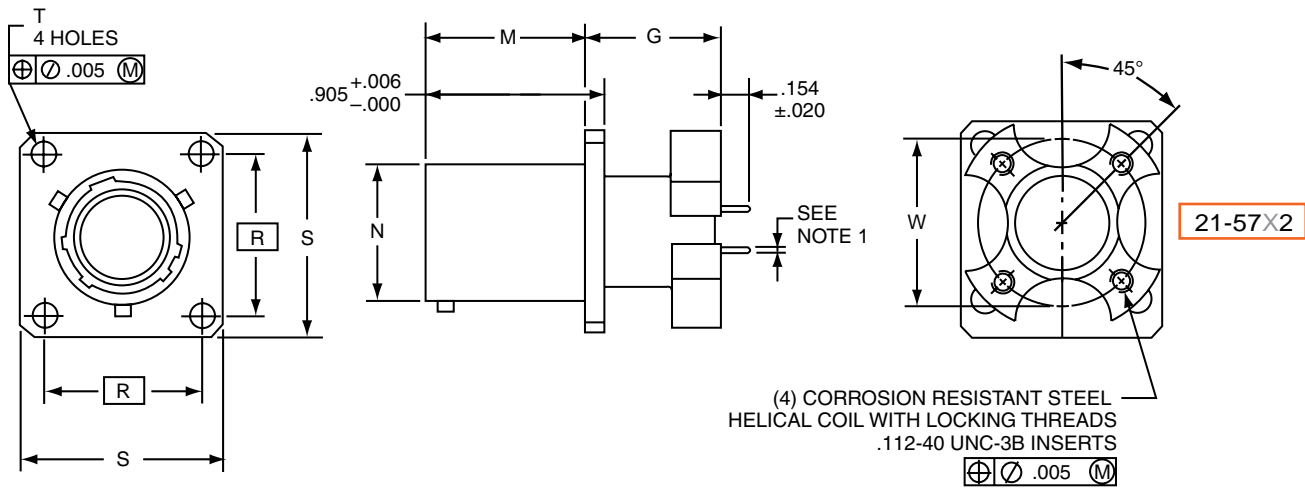 T
4 HOLES
⌖ ⌀ .005 Ⓜ
R
S
R
S
M
G
.905 +.006
–.000
.154
±.020
N
SEE
NOTE 1
45°
W
21-57X2
(4) CORROSION RESISTANT STEEL
HELICAL COIL WITH LOCKING THREADS
.112-40 UNC-3B INSERTS
⌖ ⌀ .005 Ⓜ